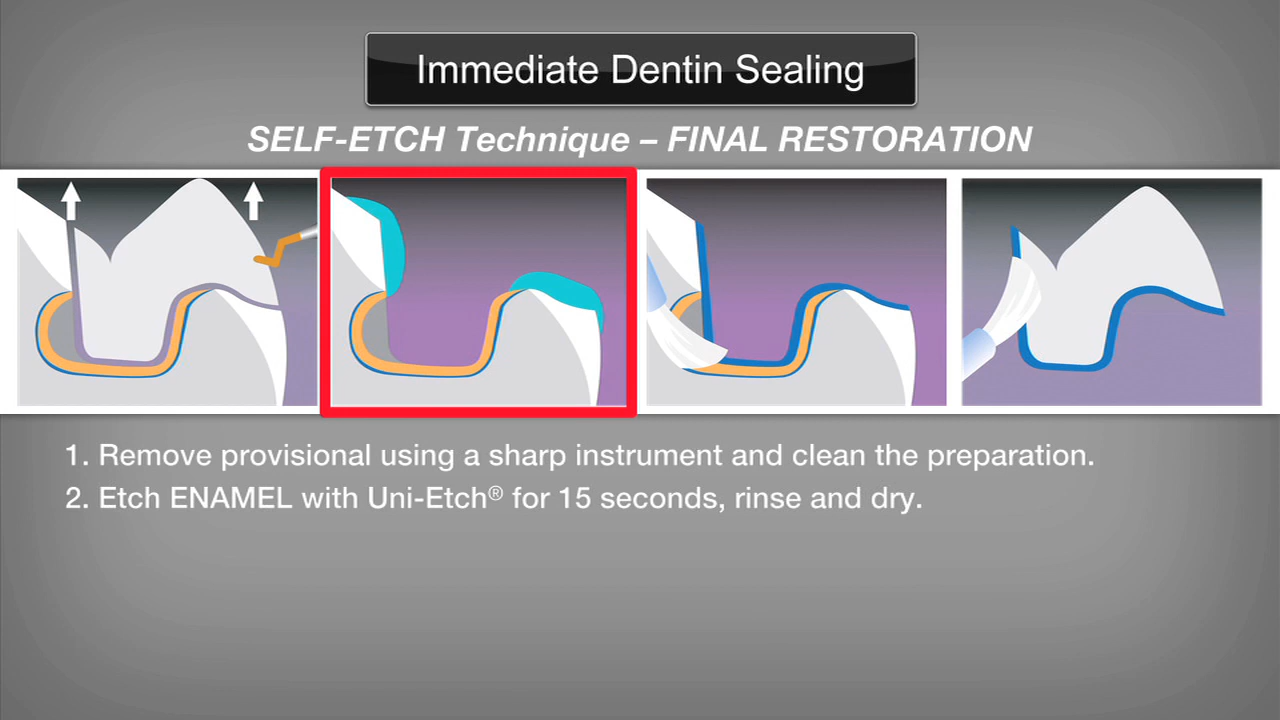 Immediate Dentin Sealing
SELF-ETCH Technique – FINAL RESTORATION
1. Remove provisional using a sharp instrument and clean the preparation.
2. Etch ENAMEL with Uni-Etch® for 15 seconds, rinse and dry.